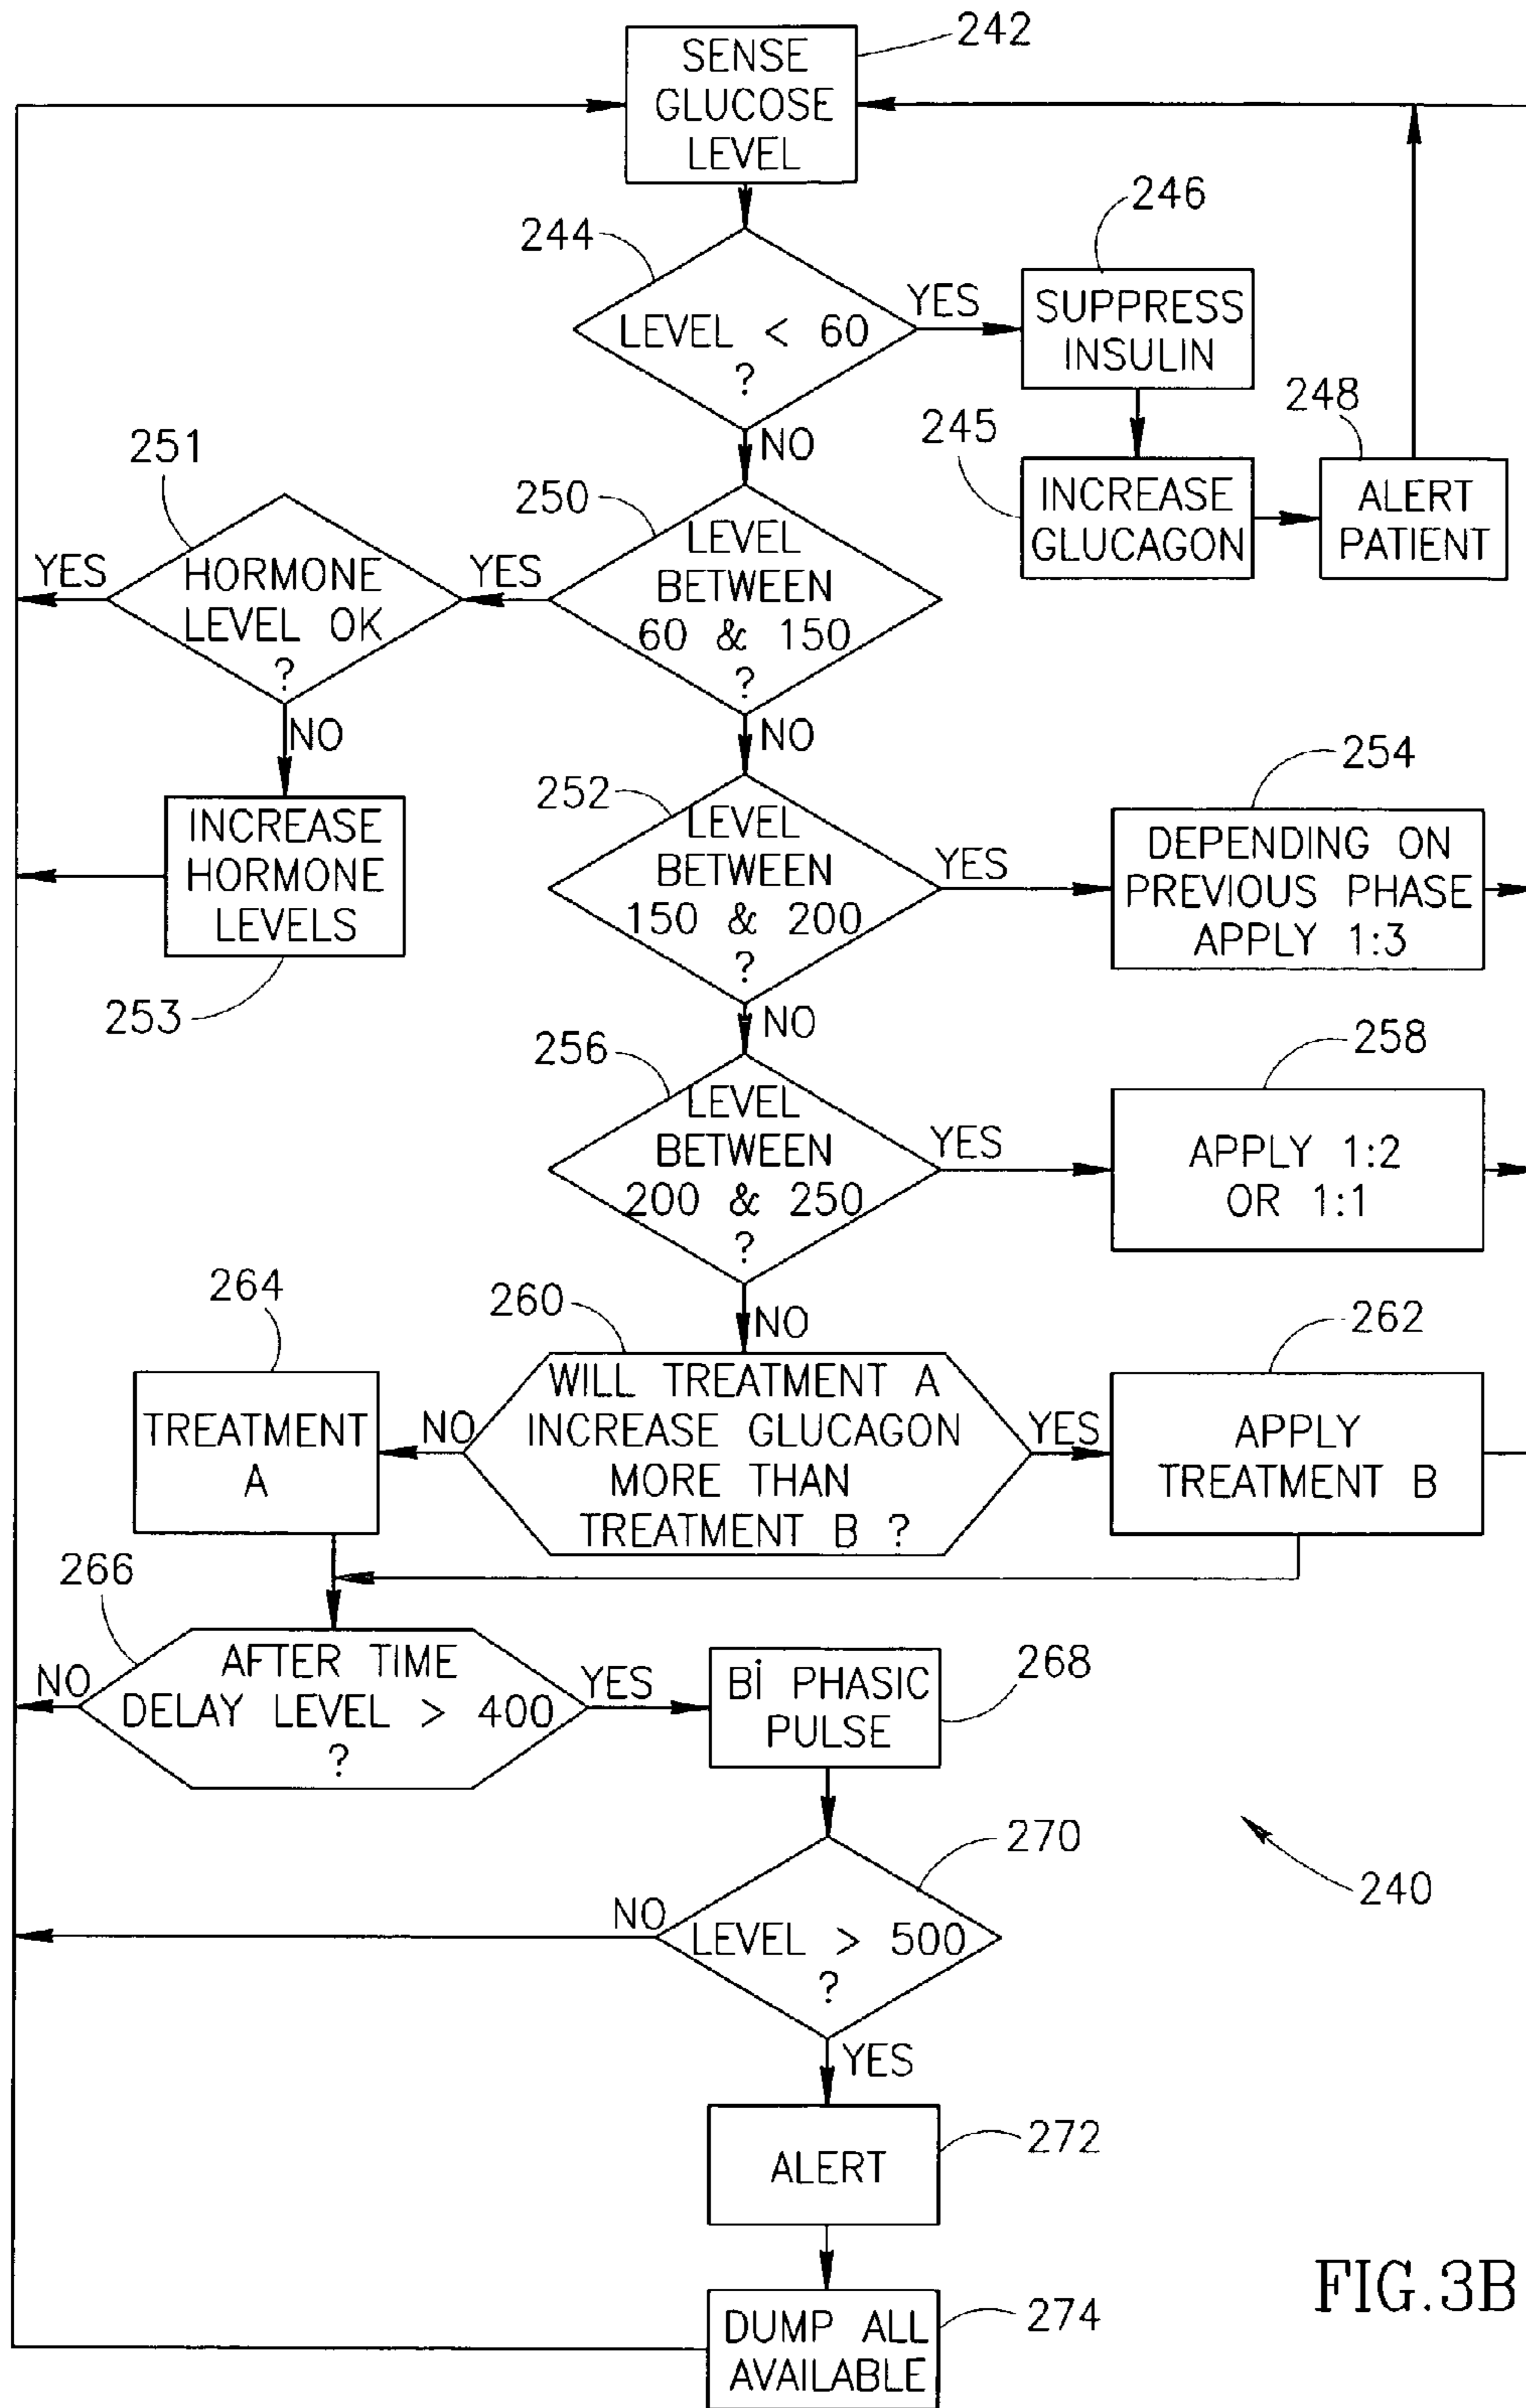 242
SENSE
GLUCOSE
LEVEL
244
LEVEL < 60
?
YES
246
SUPPRESS
INSULIN
NO
245
INCREASE
GLUCAGON
248
ALERT
PATIENT
251
HORMONE
LEVEL OK
?
YES
250
LEVEL
BETWEEN
60 & 150
?
YES
NO
NO
253
INCREASE
HORMONE
LEVELS
252
LEVEL
BETWEEN
150 & 200
?
YES
254
DEPENDING ON
PREVIOUS PHASE
APPLY 1:3
NO
256
LEVEL
BETWEEN
200 & 250
?
YES
258
APPLY 1:2
OR 1:1
NO
260
WILL TREATMENT A
INCREASE GLUCAGON
MORE THAN
TREATMENT B ?
NO
264
TREATMENT
A
YES
262
APPLY
TREATMENT B
266
AFTER TIME
DELAY LEVEL > 400
?
NO
YES
268
Bi PHASIC
PULSE
270
LEVEL > 500
?
NO
YES
240
272
ALERT
274
DUMP ALL
AVAILABLE
FIG.3B